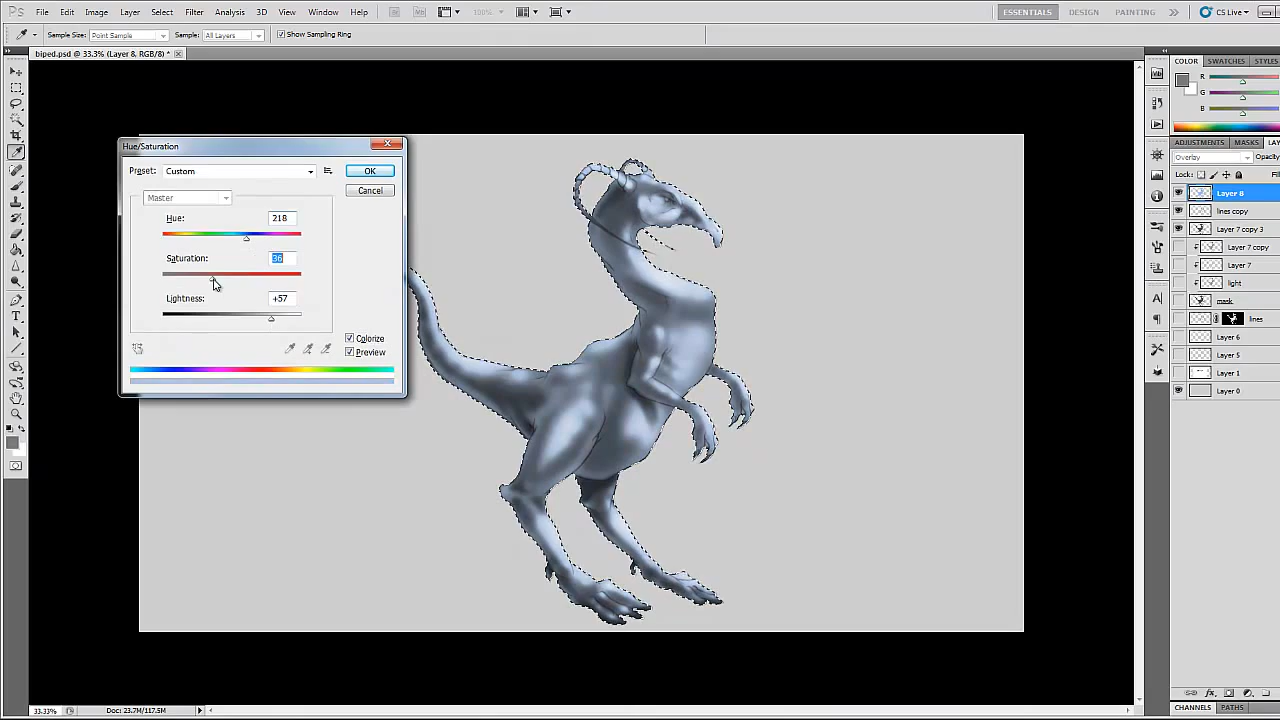 Ps File Edit Image Layer Select Filter Analysis 3D View Window Help 100% ESSENTIALS DESIGN PAINTING CS Live
Sample Size: Point Sample Sample: All Layers Show Sampling Ring
biped.psd @ 33.3% (Layer 8, RGB/8) *
COLOR SWATCHES STYLES
R
G
B
ADJUSTMENTS MASKS
Overlay Opacity
Lock:
Layer 8
lines copy
Layer 7 copy 3
Layer 7 copy
Layer 7
light
mask
lines
Layer 6
Layer 5
Layer 1
Layer 0
CHANNELS PATHS
Hue/Saturation
Preset: Custom OK
Cancel
Master
Hue: 218
Saturation: 36
Lightness: +57
Colorize
Preview
33.33% Doc: 23.7M/117.5M